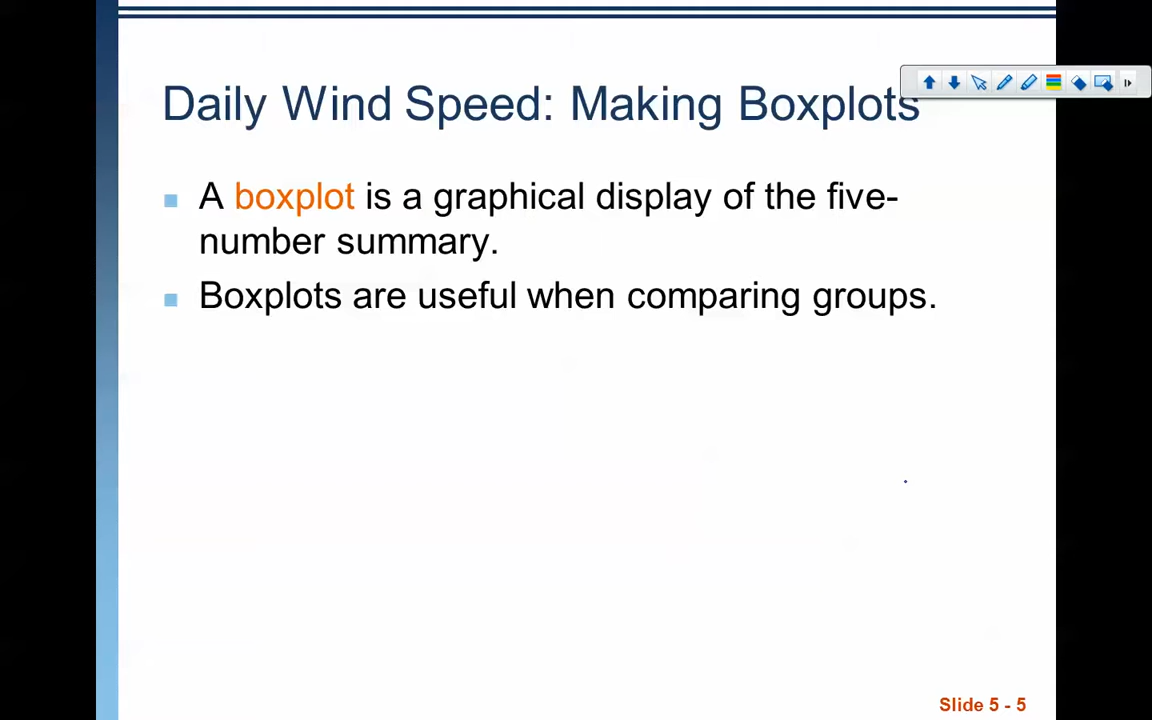 Daily Wind Speed: Making Boxplots
A boxplot is a graphical display of the five-
number summary.
Boxplots are useful when comparing groups.
Slide 5 - 5